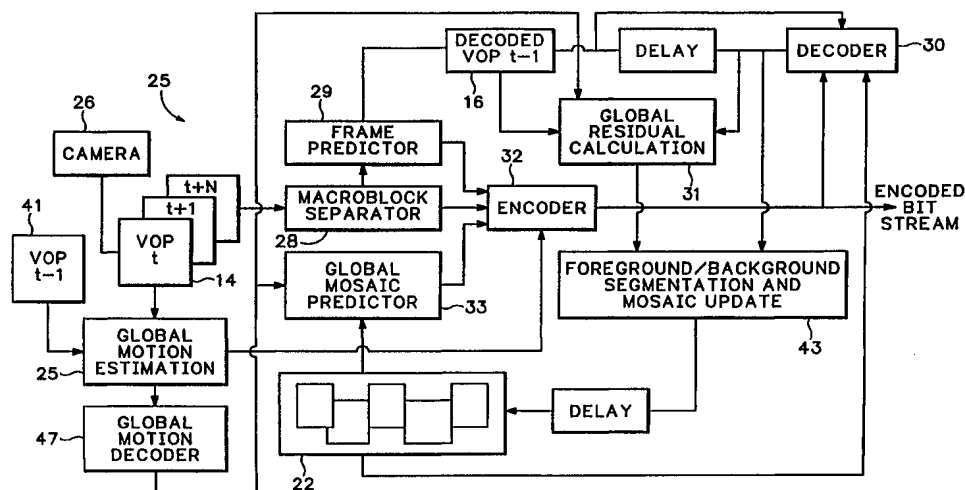 25
26
CAMERA
41
VOP
t-1
t+N
t+1
VOP
t
14
GLOBAL
MOTION
ESTIMATION
25
GLOBAL
MOTION
DECODER
47
29
FRAME
PREDICTOR
MACROBLOCK
SEPARATOR
28
GLOBAL
MOSAIC
PREDICTOR
33
22
DECODED
VOP t-1
16
DELAY
DECODER
30
GLOBAL
RESIDUAL
CALCULATION
31
32
ENCODER
ENCODED
BIT
STREAM
FOREGROUND/BACKGROUND
SEGMENTATION AND
MOSAIC UPDATE
43
DELAY